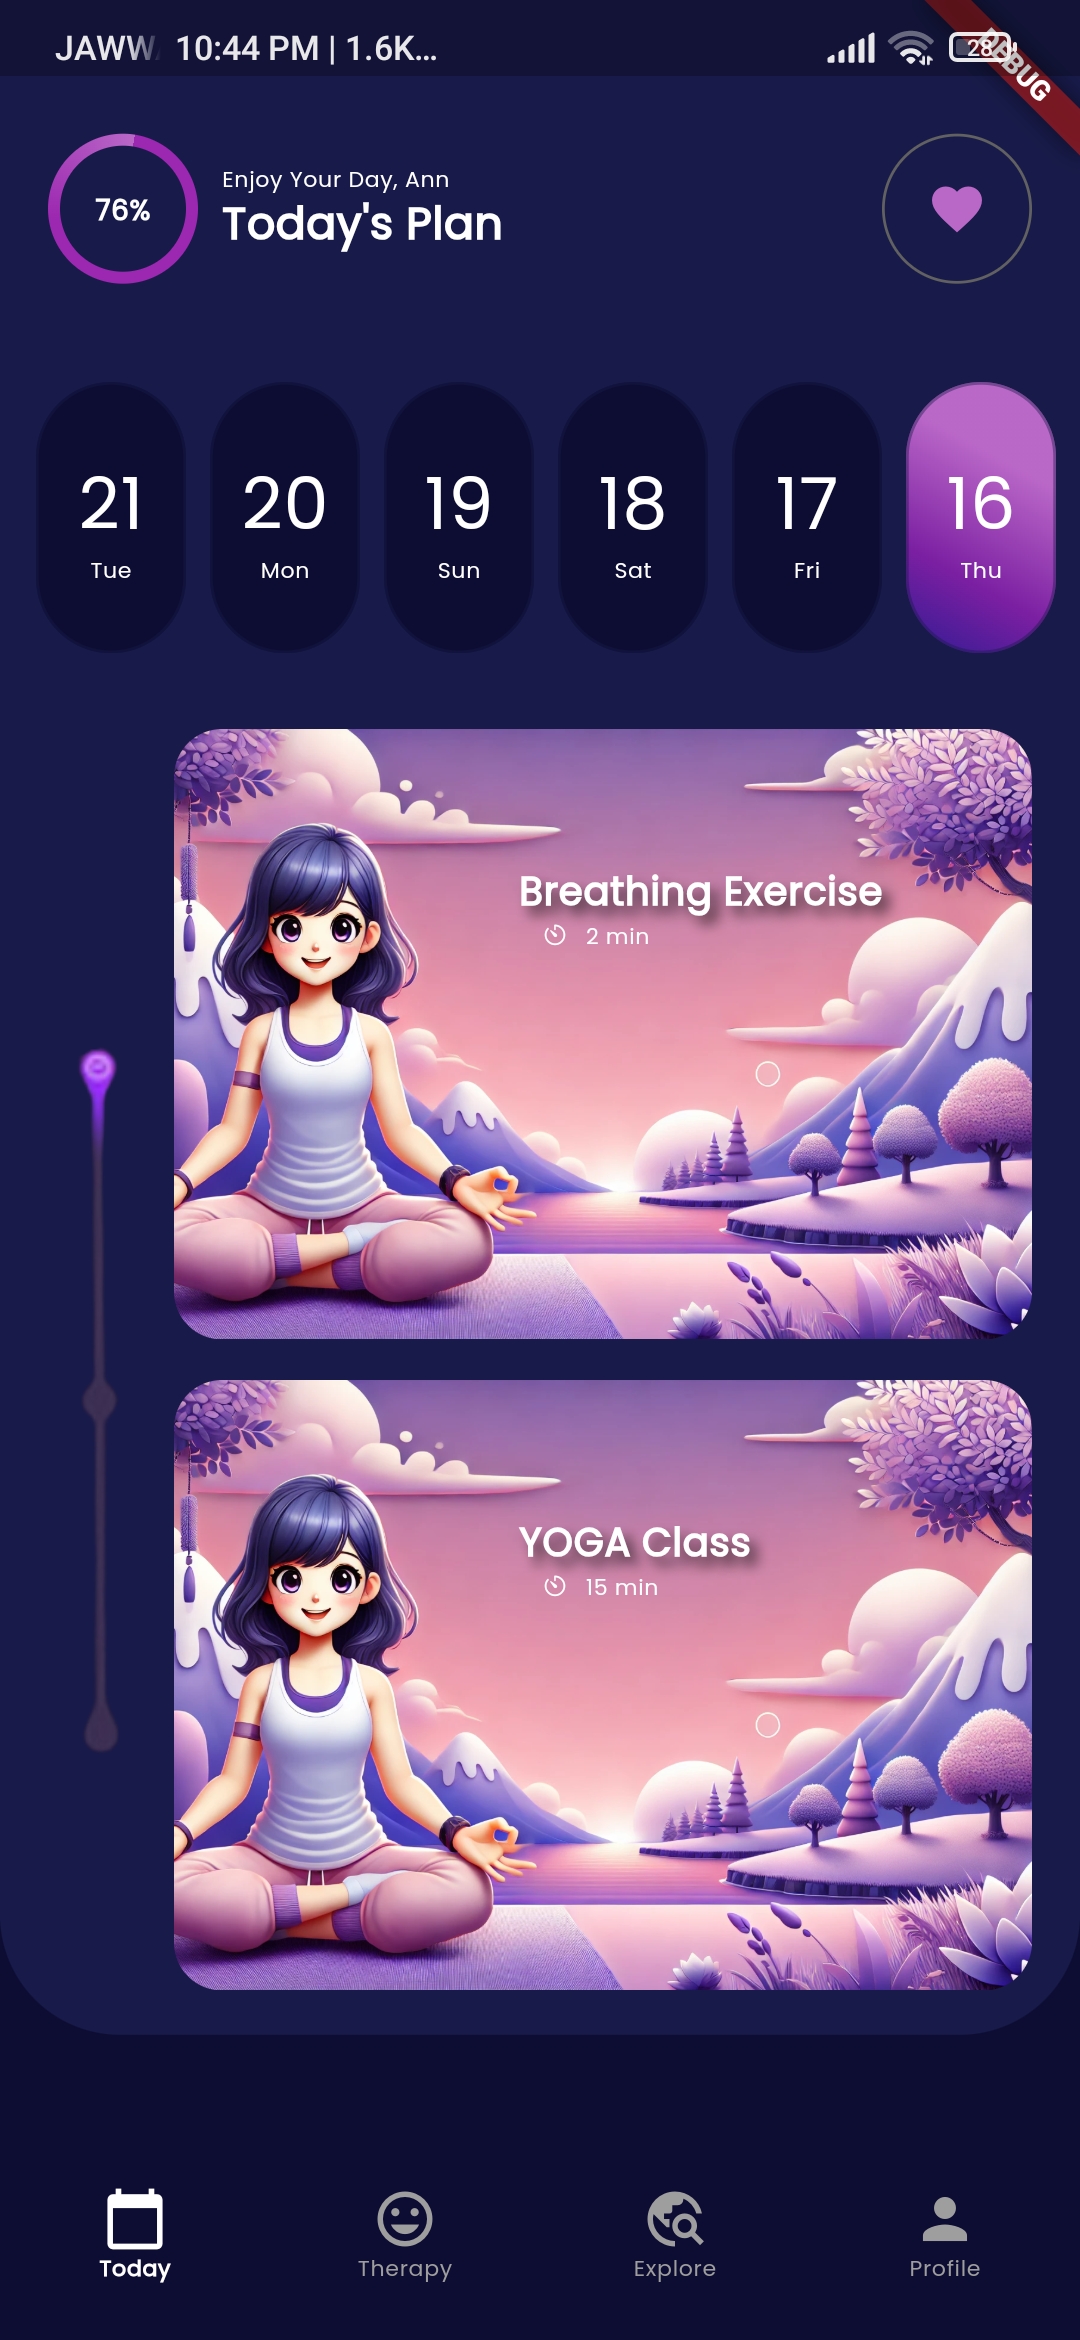 JAWW 10:44 PM | 1.6K... 28
DEBUG
76%
Enjoy Your Day, Ann
Today's Plan
21 20 19 18 17 16
Tue Mon Sun Sat Fri Thu
Breathing Exercise
2 min
YOGA Class
15 min
Today Therapy Explore Profile